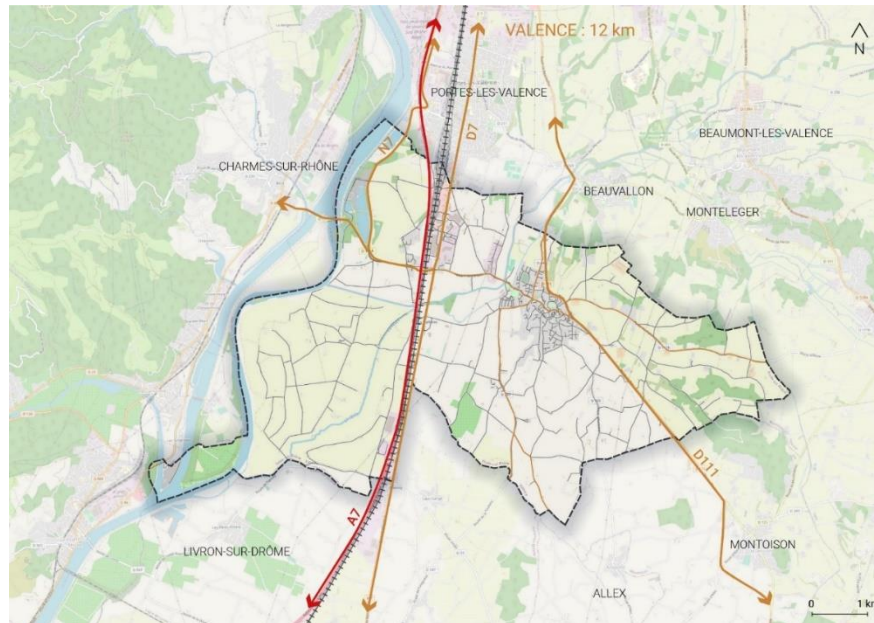 VALENCE : 12 km
N
PORTES-LES-VALENCE
N7
D7
BEAUMONT-LES-VALENCE
CHARMES-SUR-RHÔNE
BEAUVALLON
MONTELEGER
D111
A7
LIVRON-SUR-DRÔME
MONTOISON
ALLEX
0 1 km